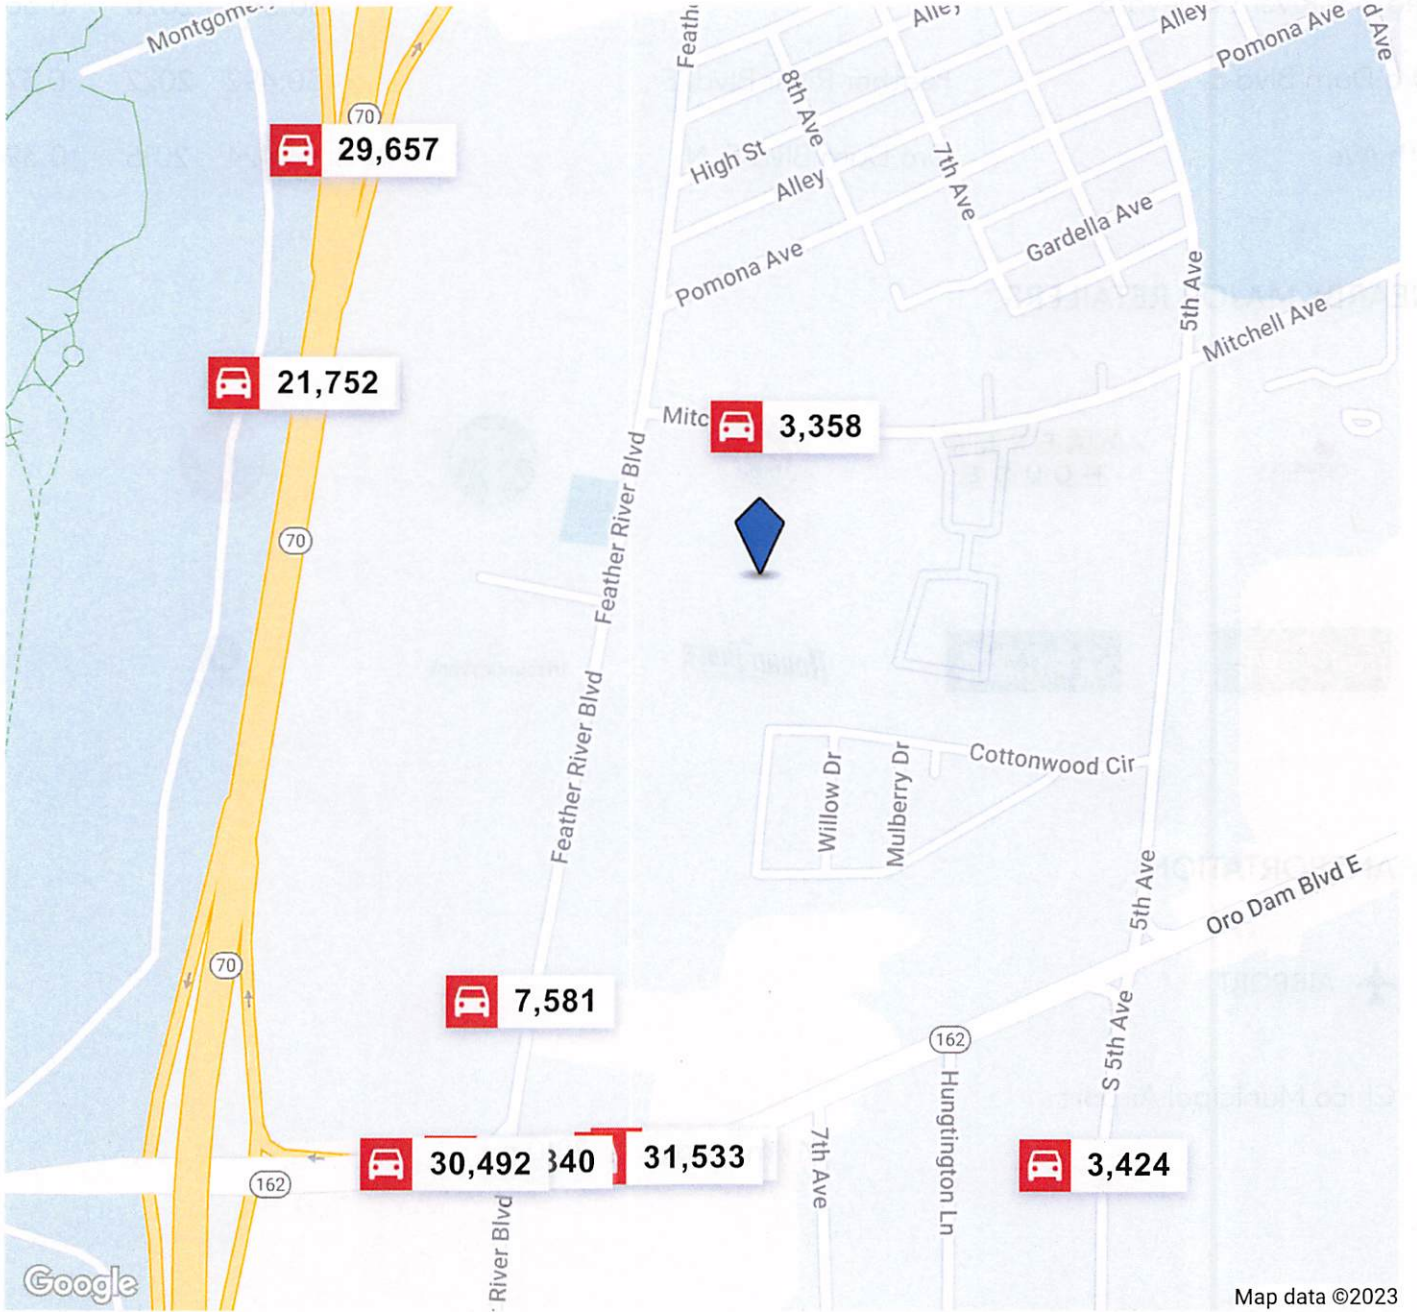 Montgomery
70
29,657
Feath
Alley
Alley
Pomona Ave
d Ave
8th Ave
High St
Alley
7th Ave
Gardella Ave
Pomona Ave
5th Ave
Mitchell Ave
21,752
Mitc
3,358
Feather River Blvd
70
Feather River Blvd
Cottonwood Cir
Willow Dr
Mulberry Dr
5th Ave
Oro Dam Blvd E
70
7,581
162
S 5th Ave
Hungtington Ln
7th Ave
30,492
340
31,533
3,424
162
River Blvd
Google
Map data ©2023